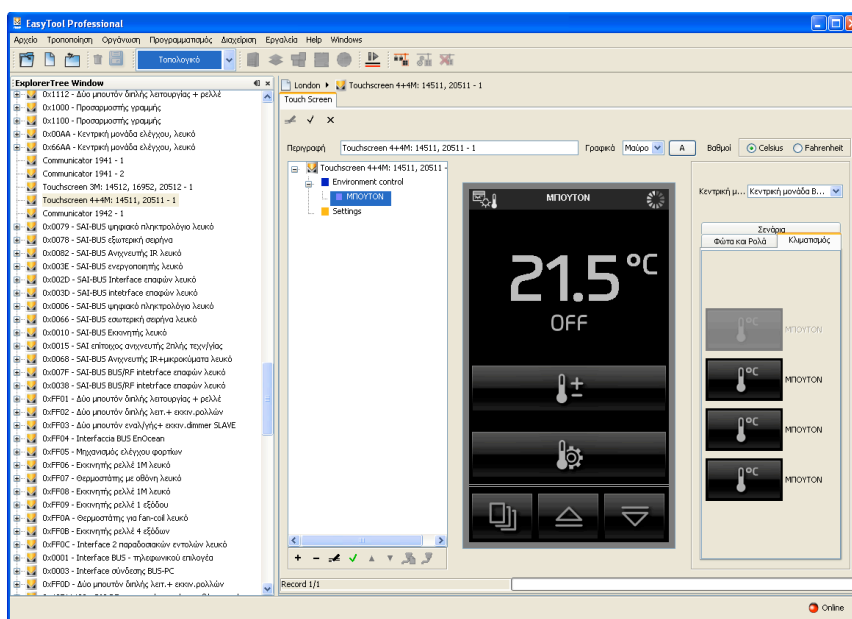 EasyTool Professional
Αρχείο Τροποποίηση Οργάνωση Προγραμματισμός Διαχείριση Εργαλεία Help Windows
Τοπολογικό
ExplorerTree Window
0x1112 - Δύο μπουτόν διπλής λειτουργίας + ρελλέ
0x1000 - Προσαρμοστής γραμμής
0x1100 - Προσαρμοστής γραμμής
0x00AA - Κεντρική μονάδα ελέγχου, λευκό
0x66AA - Κεντρική μονάδα ελέγχου, λευκό
Communicator 1941 - 1
Communicator 1941 - 2
Touchscreen 3M: 14512, 16952, 20512 - 1
Touchscreen 4+4M: 14511, 20511 - 1
Communicator 1942 - 1
0x0079 - SAI-BUS ψηφιακό πληκτρολόγιο λευκό
0x0078 - SAI-BUS εξωτερική σειρήνα
0x0082 - SAI-BUS Ανιχνευτής IR λευκό
0x003E - SAI-BUS ενεργοποιητής λευκό
0x002D - SAI-BUS Interface επαφών λευκό
0x003D - SAI-BUS intetrface επαφών λευκό
0x0006 - SAI-BUS ψηφιακό πληκτρολόγιο λευκό
0x0066 - SAI-BUS εσωτερική σειρήνα λευκό
0x0010 - SAI-BUS Εκκινητής λευκό
0x0015 - SAI επίτοιχος ανιχνευτής 2πλής τεχν/γίας
0x0068 - SAI-BUS Ανιχνευτής IR+μικροκύματα λευκό
0x007F - SAI-BUS BUS/RF intetrface επαφών λευκό
0x0038 - SAI-BUS BUS/RF intetrface επαφών λευκό
0xFF01 - Δύο μπουτόν διπλής λειτουργίας + ρελλέ
0xFF02 - Δύο μπουτόν διπλής λειτ.+ εκκιν.ρολλών
0xFF03 - Δύο μπουτόν εναλ/γής+ εκκιν.dimmer SLAVE
0xFF04 - Interfaccia BUS EnOcean
0xFF05 - Μηχανισμός ελέγχου φορτίων
0xFF06 - Εκκινητής ρελλέ 1M λευκό
0xFF07 - Θερμοστάτης με οθόνη λευκό
0xFF08 - Εκκινητής ρελλέ 1M λευκό
0xFF09 - Εκκινητής ρελλέ 1 εξόδου
0xFF0A - Θερμοστάτης για fan-coil λευκό
0xFF0B - Εκκινητής ρελλέ 4 εξόδων
0xFF0C - Interface 2 παραδοσιακών εντολών λευκό
0x0001 - Interface BUS - τηλεφωνικού επιλογέα
0x0003 - Interface σύνδεσης BUS-PC
0xFF0D - Δύο μπουτόν διπλής λειτ.+ εκκιν.ρολλών
London
Touchscreen 4+4M: 14511, 20511 - 1
Touch Screen
Περιγραφή Touchscreen 4+4M: 14511, 20511 - 1 Γραφικά Μαύρο A Βαθμοί Celsius Fahrenheit
Touchscreen 4+4M: 14511, 20511 -
Environment control
ΜΠΟΥΤΟΝ
Settings
ΜΠΟΥΤΟΝ
21.5 °C
OFF
Κεντρική μ... Κεντρική μονάδα Β...
Σενάρια
Φώτα και Ρολά Κλιματισμός
°C ΜΠΟΥΤΟΝ
°C ΜΠΟΥΤΟΝ
°C ΜΠΟΥΤΟΝ
°C ΜΠΟΥΤΟΝ
Record 1/1
Online